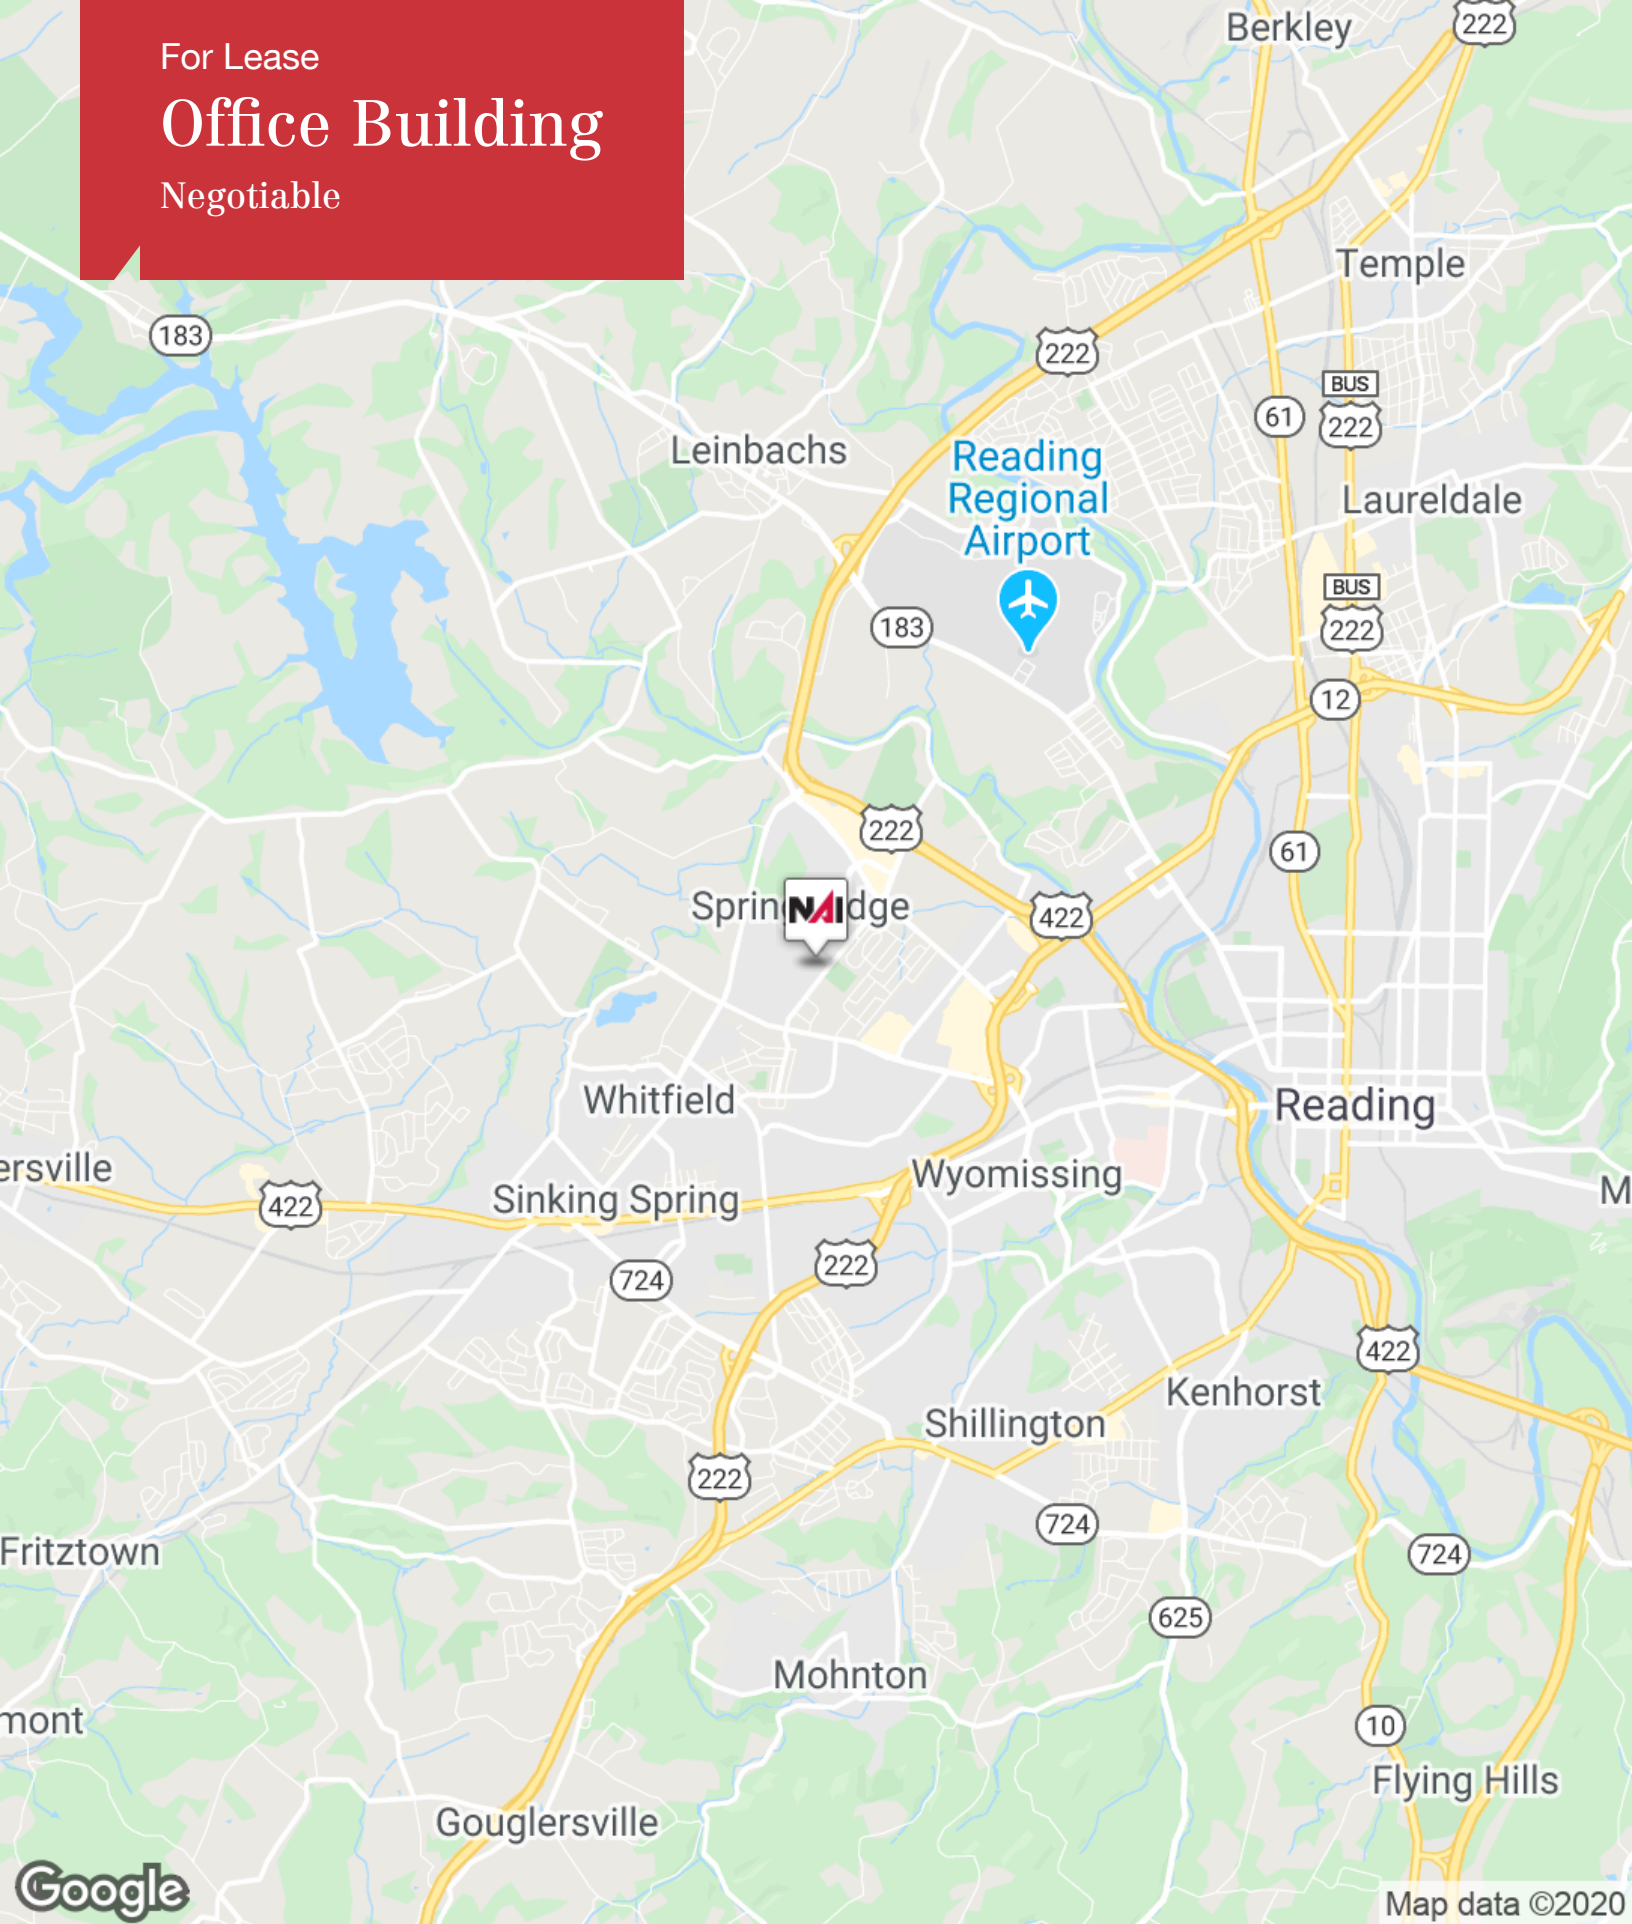 For Lease
Office Building
Negotiable
Berkley
222
Temple
183
222
BUS
61
222
Leinbachs
Reading
Regional
Airport
Laureldale
BUS
183
222
12
222
61
Sprin
NAI
dge
422
Whitfield
Reading
ersville
Wyomissing
M
422
Sinking Spring
222
724
422
Kenhorst
Shillington
222
724
Fritztown
724
625
Mohnton
mont
10
Flying Hills
Gouglersville
Google
Map data ©2020